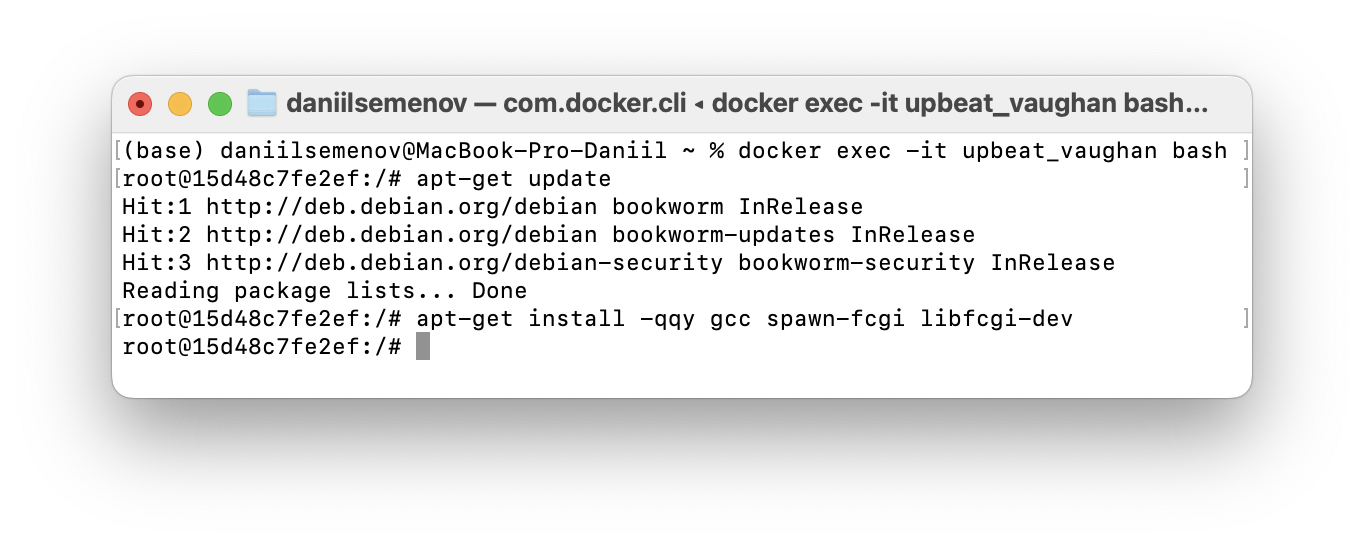 daniilsemenov — com.docker.cli ◂ docker exec -it upbeat_vaughan bash...
[(base) daniilsemenov@MacBook-Pro-Daniil ~ % docker exec -it upbeat_vaughan bash ]
[root@15d48c7fe2ef:/# apt-get update ]
Hit:1 http://deb.debian.org/debian bookworm InRelease
Hit:2 http://deb.debian.org/debian bookworm-updates InRelease
Hit:3 http://deb.debian.org/debian-security bookworm-security InRelease
Reading package lists... Done
[root@15d48c7fe2ef:/# apt-get install -qqy gcc spawn-fcgi libfcgi-dev ]
root@15d48c7fe2ef:/#